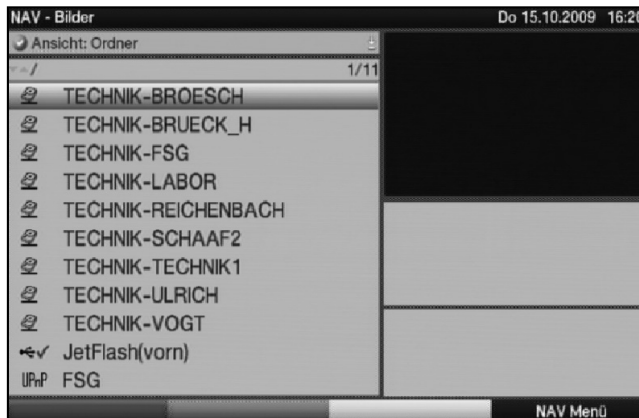 NAV - Bilder Do 15.10.2009 16:26
Ansicht: Ordner
/ 1/11
TECHNIK-BROESCH
TECHNIK-BRUECK_H
TECHNIK-FSG
TECHNIK-LABOR
TECHNIK-REICHENBACH
TECHNIK-SCHAAF2
TECHNIK-TECHNIK1
TECHNIK-ULRICH
TECHNIK-VOGT
JetFlash(vorn)
UPnP FSG
NAV Menü